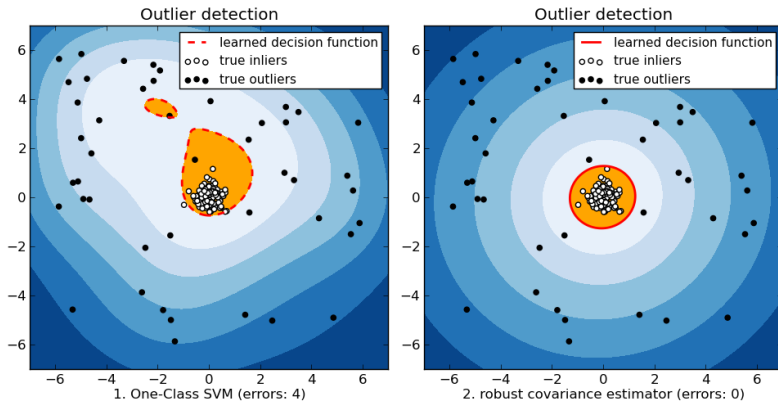 Outlier detection
learned decision function
true inliers
true outliers
6
4
2
0
−2
−4
−6
−6 −4 −2 0 2 4 6
1. One-Class SVM (errors: 4)
Outlier detection
learned decision function
true inliers
true outliers
6
4
2
0
−2
−4
−6
−6 −4 −2 0 2 4 6
2. robust covariance estimator (errors: 0)